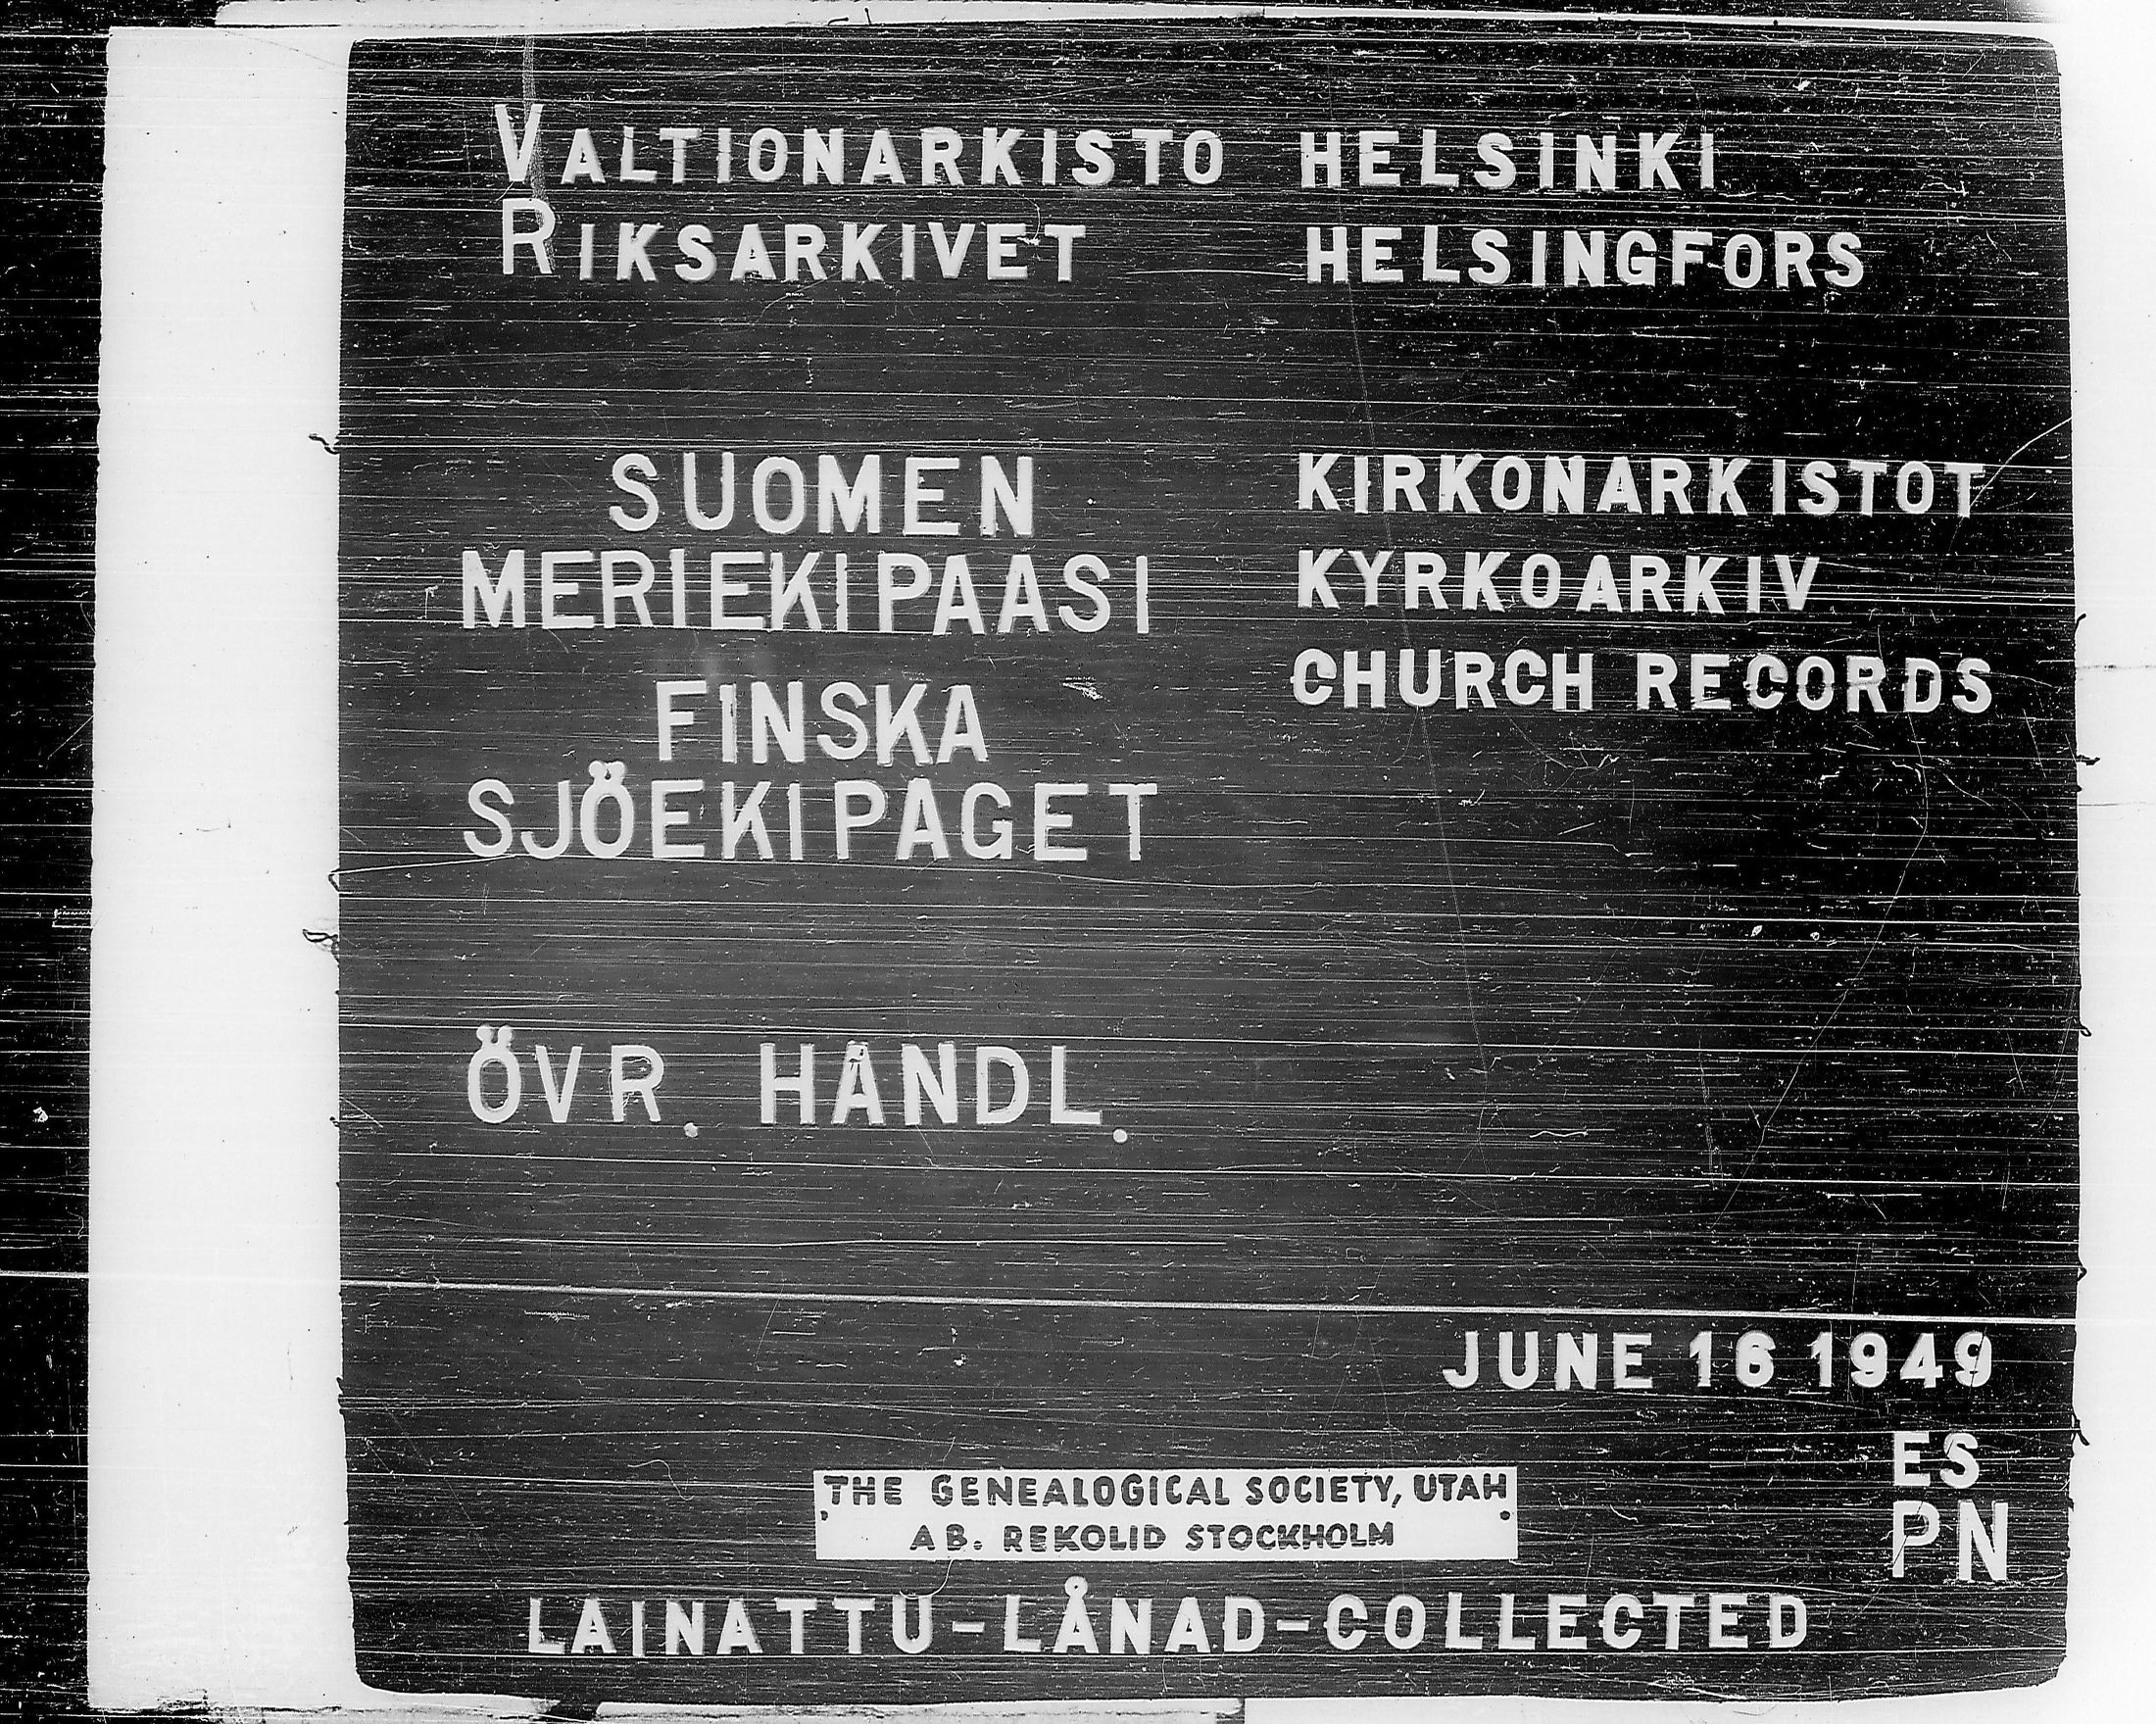 VALTIONARKISTO HELSINKI
RIKSARKIVET HELSINGFORS
SUOMEN
MERIEKIPAASI
FINSKA
SJÖEKIPAGET
KIRKONARKISTOT
KYRKOARKIV
CHURCH RECORDS
ÖVR. HANDL.
JUNE 16 1949
ES
PN
THE GENEALOGICAL SOCIETY, UTAH
AB. REKOLID STOCKHOLM
LAINATTU-LÅNAD-COLLECTED